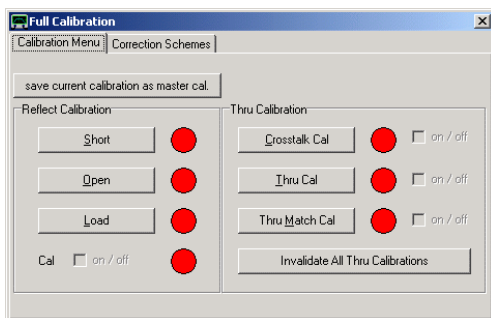 Full Calibration
Calibration Menu Correction Schemes
save current calibration as master cal.
Reflect Calibration
Short
Open
Load
Cal on / off
Thru Calibration
Crosstalk Cal on / off
Thru Cal on / off
Thru Match Cal on / off
Invalidate All Thru Calibrations